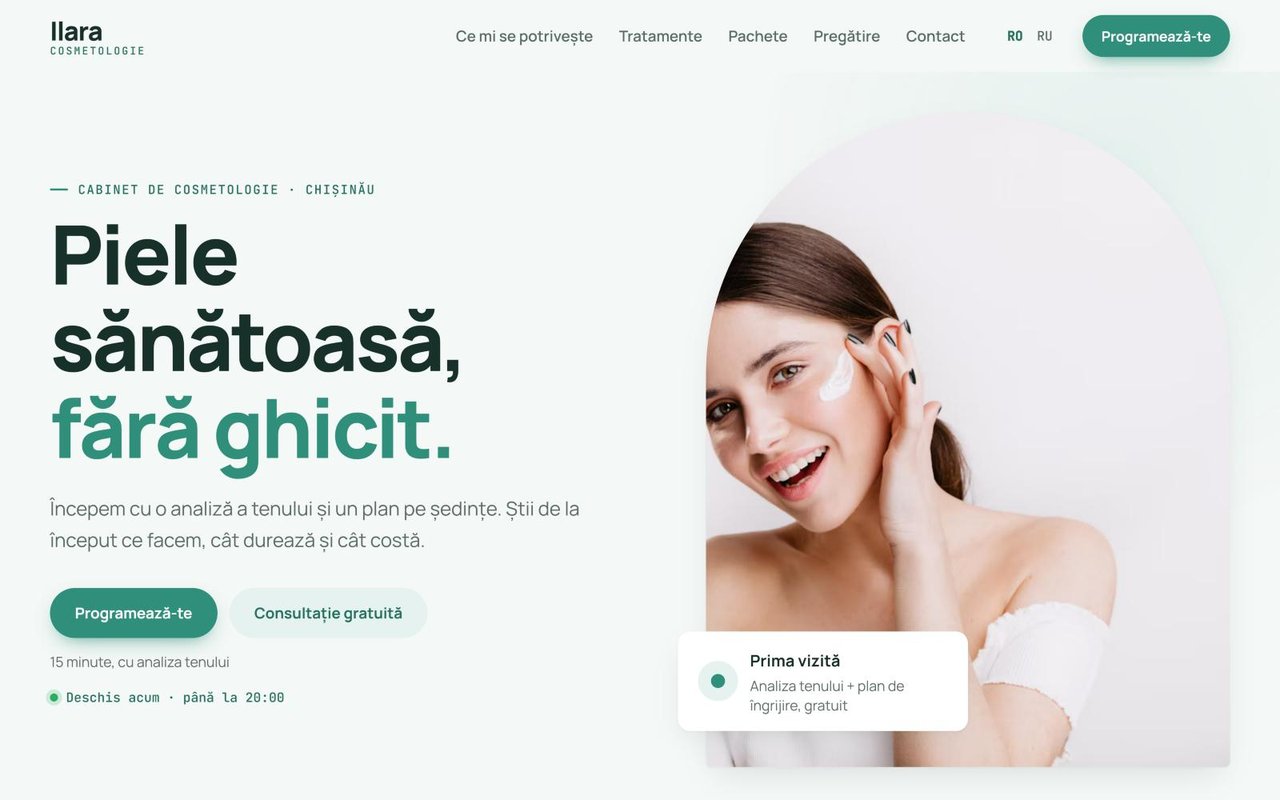 Ilara
COSMETOLOGIE
Ce mi se potrivește
Tratamente
Pachete
Pregătire
Contact
RO
RU
Programează-te
CABINET DE COSMETOLOGIE · CHIȘINĂU
Piele
sănătoasă,
fără ghicit.
Începem cu o analiză a tenului și un plan pe ședințe. Știi de la
început ce facem, cât durează și cât costă.
Programează-te
Consultație gratuită
15 minute, cu analiza tenului
Deschis acum · până la 20:00
Prima vizită
Analiza tenului + plan de
îngrijire, gratuit